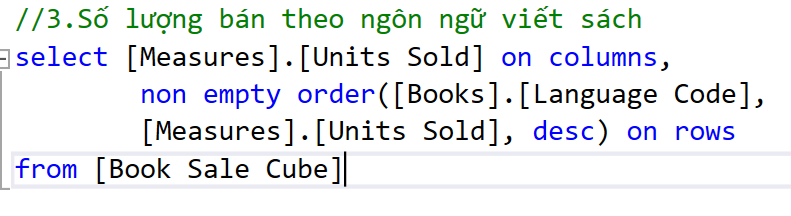 //3.Số lượng bán theo ngôn ngữ viết sách
select [Measures].[Units Sold] on columns,
non empty order([Books].[Language Code],
[Measures].[Units Sold], desc) on rows
from [Book Sale Cube]